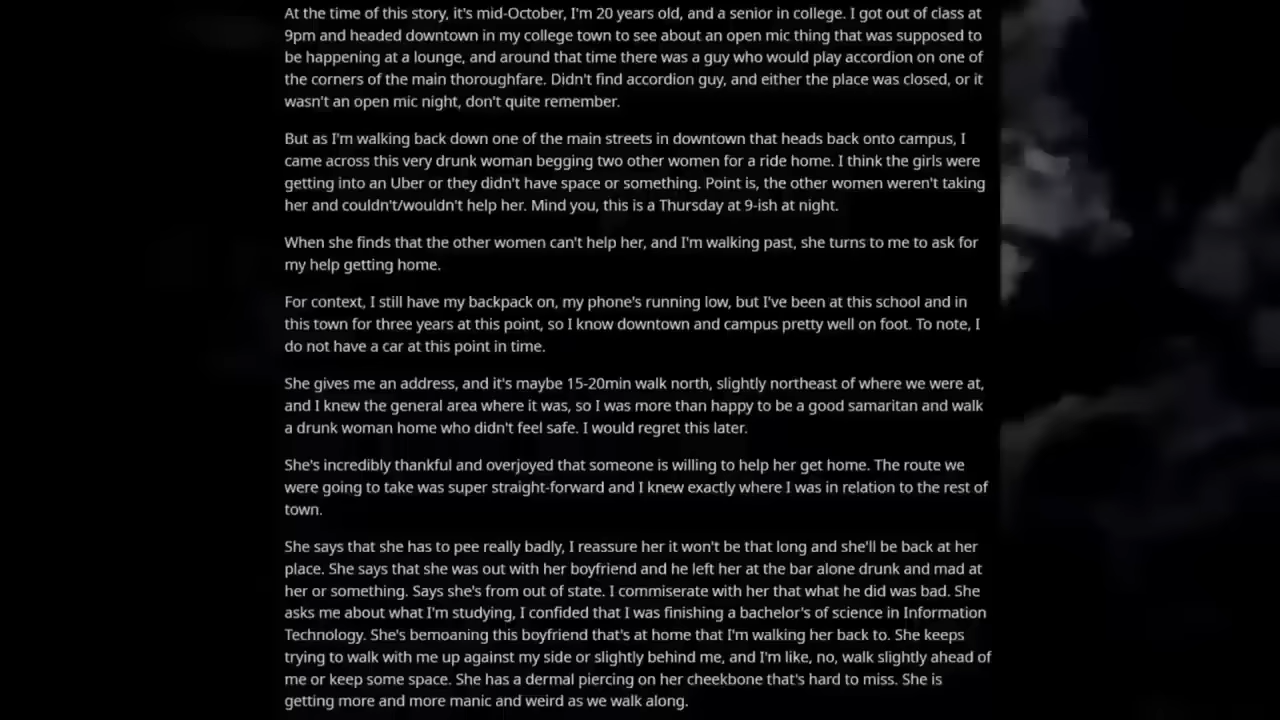 At the time of this story, it's mid-October, I'm 20 years old, and a senior in college. I got out of class at
9pm and headed downtown in my college town to see about an open mic thing that was supposed to
be happening at a lounge, and around that time there was a guy who would play accordion on one of
the corners of the main thoroughfare. Didn't find accordion guy, and either the place was closed, or it
wasn't an open mic night, don't quite remember.
But as I'm walking back down one of the main streets in downtown that heads back onto campus, I
came across this very drunk woman begging two other women for a ride home. I think the girls were
getting into an Uber or they didn't have space or something. Point is, the other women weren't taking
her and couldn't/wouldn't help her. Mind you, this is a Thursday at 9-ish at night.
When she finds that the other women can't help her, and I'm walking past, she turns to me to ask for
my help getting home.
For context, I still have my backpack on, my phone's running low, but I've been at this school and in
this town for three years at this point, so I know downtown and campus pretty well on foot. To note, I
do not have a car at this point in time.
She gives me an address, and it's maybe 15-20min walk north, slightly northeast of where we were at,
and I knew the general area where it was, so I was more than happy to be a good samaritan and walk
a drunk woman home who didn't feel safe. I would regret this later.
She's incredibly thankful and overjoyed that someone is willing to help her get home. The route we
were going to take was super straight-forward and I knew exactly where I was in relation to the rest of
town.
She says that she has to pee really badly, I reassure her it won't be that long and she'll be back at her
place. She says that she was out with her boyfriend and he left her at the bar alone drunk and mad at
her or something. Says she's from out of state. I commiserate with her that what he did was bad. She
asks me about what I'm studying, I confided that I was finishing a bachelor's of science in Information
Technology. She's bemoaning this boyfriend that's at home that I'm walking her back to. She keeps
trying to walk with me up against my side or slightly behind me, and I'm like, no, walk slightly ahead of
me or keep some space. She has a dermal piercing on her cheekbone that's hard to miss. She is
getting more and more manic and weird as we walk along.